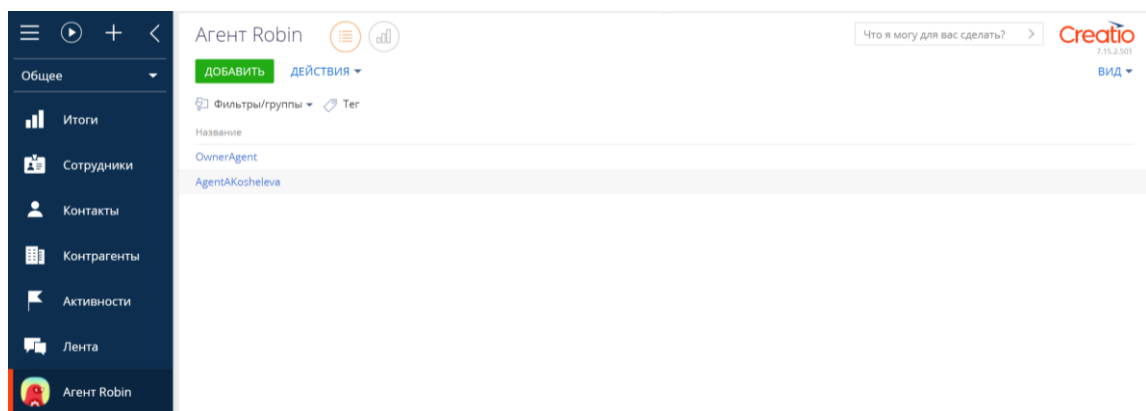 Агент Robin
Что я могу для вас сделать?
Creatio
7.15.2.501
Общее
ДОБАВИТЬ ДЕЙСТВИЯ
ВИД
Фильтры/группы Тег
Название
OwnerAgent
AgentAKosheleva
Итоги
Сотрудники
Контакты
Контрагенты
Активности
Лента
Агент Robin